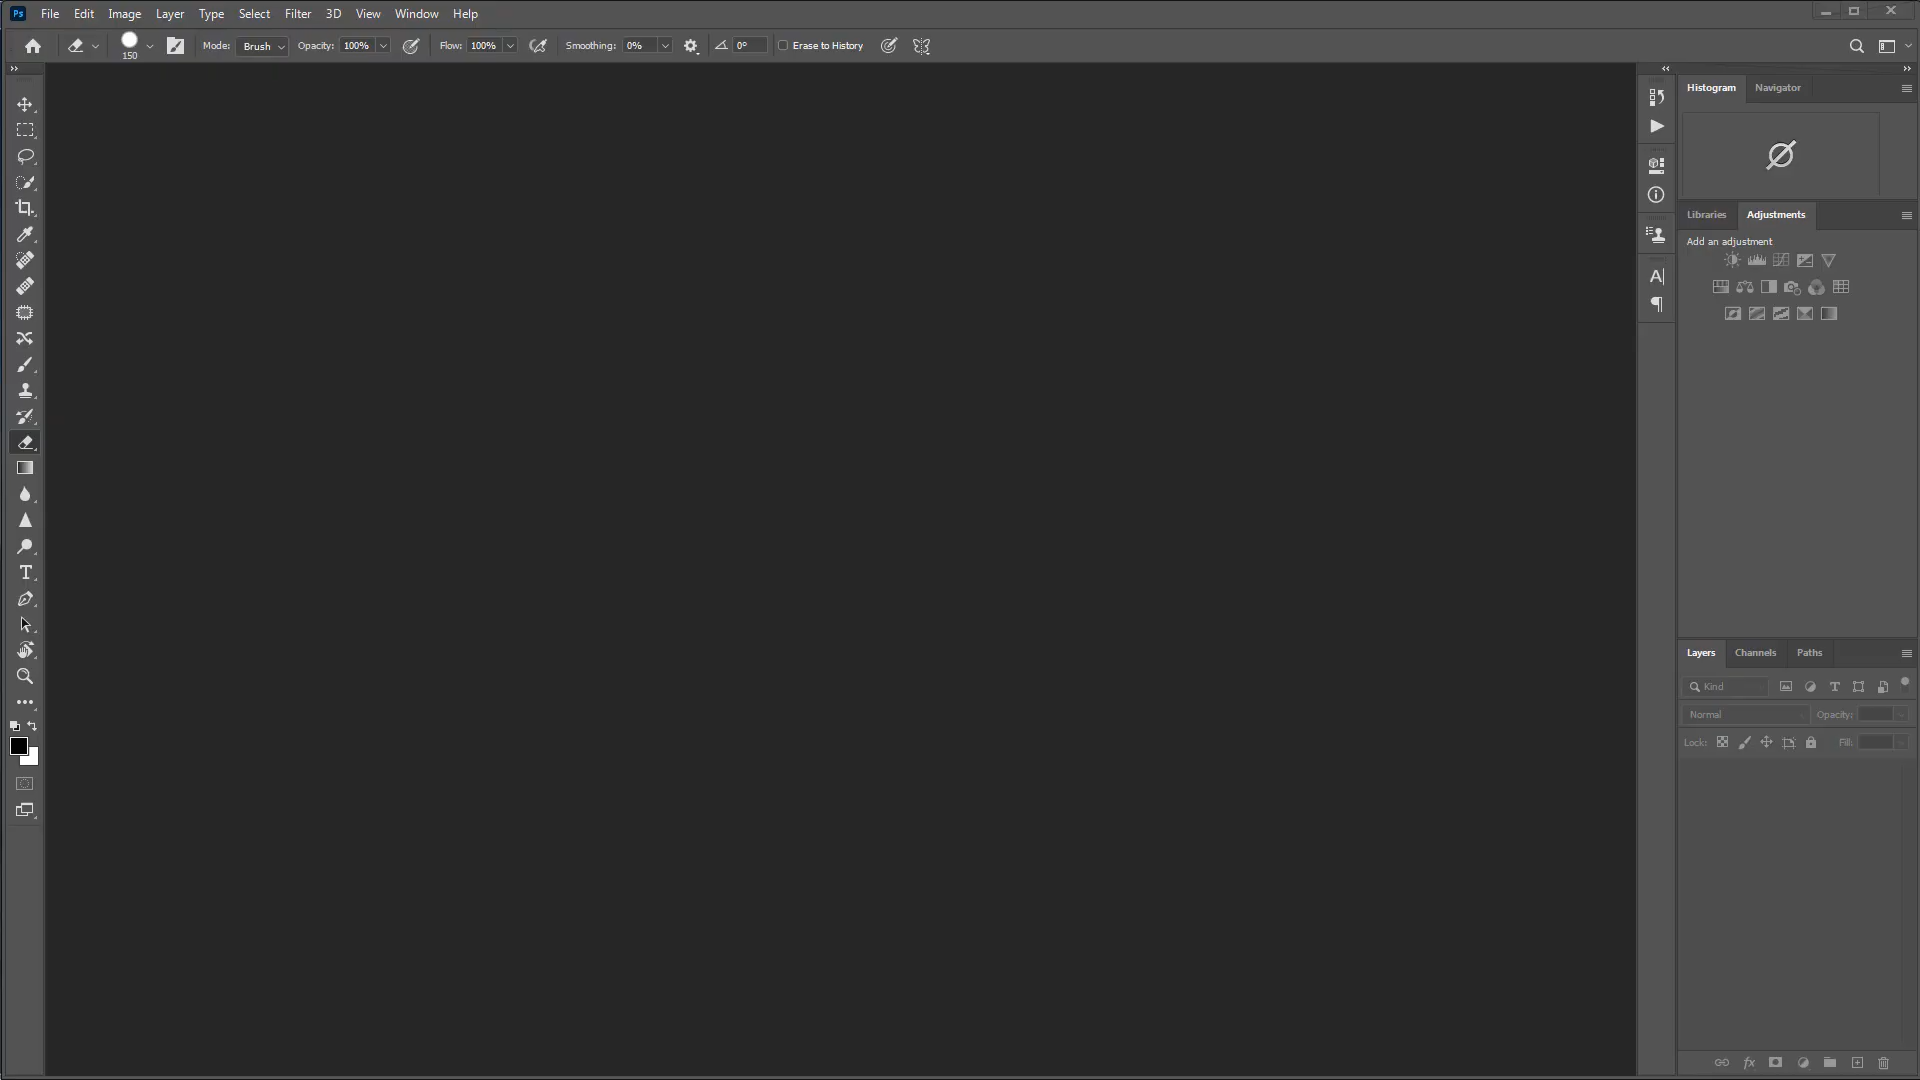 Ps File Edit Image Layer Type Select Filter 3D View Window Help
150 Mode: Brush Opacity: 100% Flow: 100% Smoothing: 0% 0° Erase to History
Histogram Navigator
Libraries Adjustments
Add an adjustment
A
T
Layers Channels Paths
Kind T
Normal Opacity:
Lock: Fill:
fx